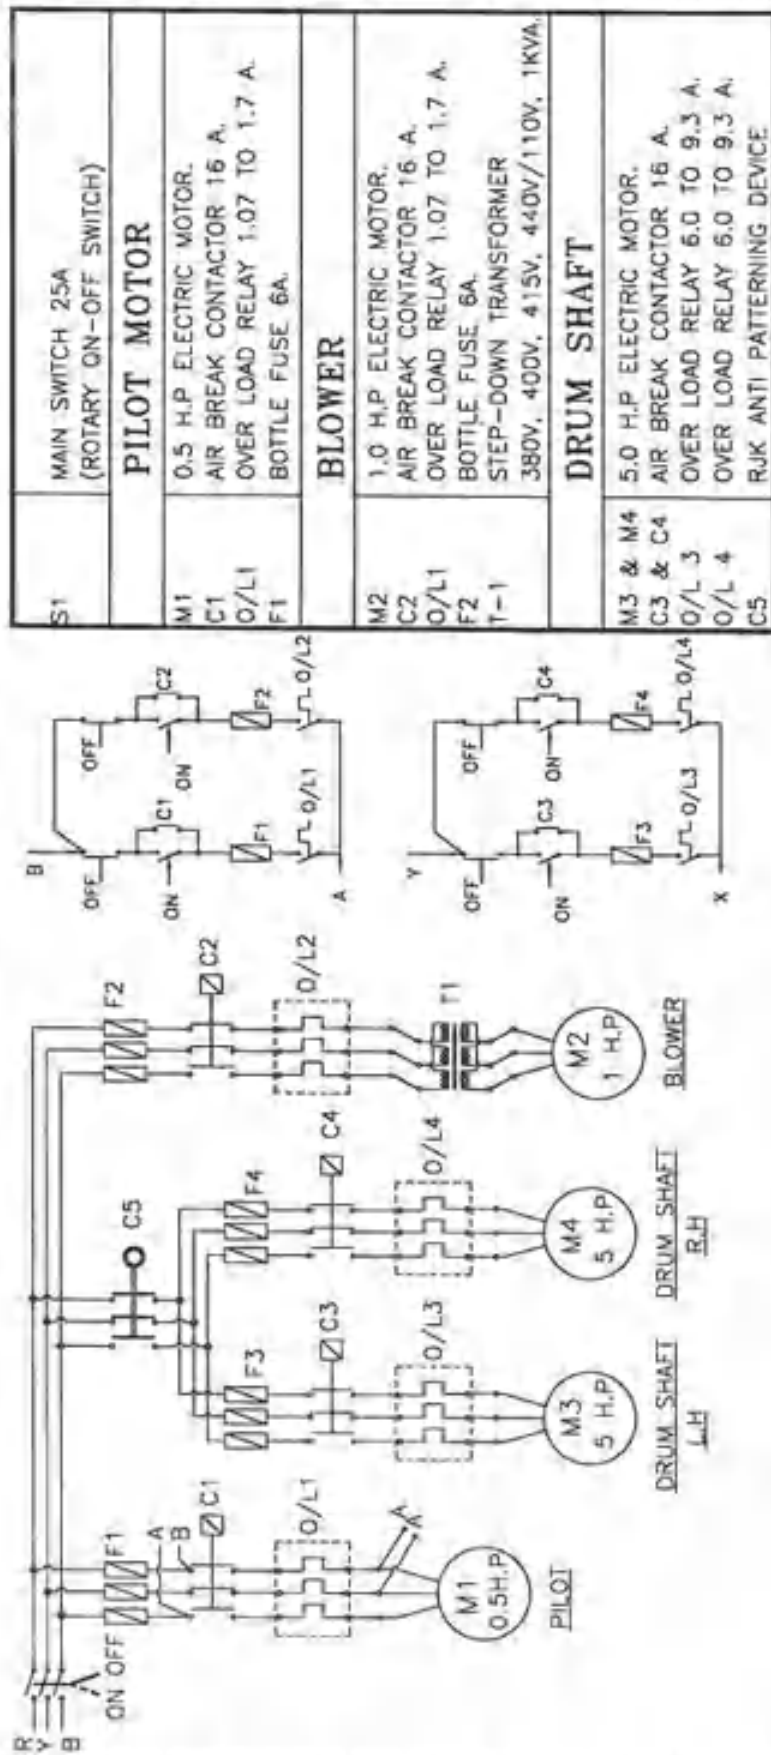 R
Y
B
ON OFF
F1
A
B
C1
O/L1
A
A
M1
0.5H.P
PILOT
C5
F3
C3
O/L3
M3
5 H.P
DRUM SHAFT
L.H
F4
C4
O/L4
M4
5 H.P
DRUM SHAFT
R.H
F2
C2
O/L2
T1
M2
1 H.P
BLOWER
B
OFF
OFF
C1
C2
ON
ON
F1
F2
O/L1
O/L2
A
Y
OFF
OFF
C3
C4
ON
ON
F3
F4
O/L3
O/L4
X
S1 MAIN SWITCH 25A
(ROTARY ON-OFF SWITCH)
PILOT MOTOR
M1 0.5 H.P ELECTRIC MOTOR.
C1 AIR BREAK CONTACTOR 16 A.
O/L1 OVER LOAD RELAY 1.07 TO 1.7 A.
F1 BOTTLE FUSE 6A.
BLOWER
M2 1.0 H.P ELECTRIC MOTOR.
C2 AIR BREAK CONTACTOR 16 A.
O/L1 OVER LOAD RELAY 1.07 TO 1.7 A.
F2 BOTTLE FUSE 6A.
T-1 STEP-DOWN TRANSFORMER
380V, 400V, 415V, 440V/110V, 1KVA.
DRUM SHAFT
M3 & M4 5.0 H.P ELECTRIC MOTOR.
C3 & C4 AIR BREAK CONTACTOR 16 A.
O/L 3 OVER LOAD RELAY 6.0 TO 9.3 A.
O/L 4 OVER LOAD RELAY 6.0 TO 9.3 A.
C5 RJK ANTI PATTERNING DEVICE.